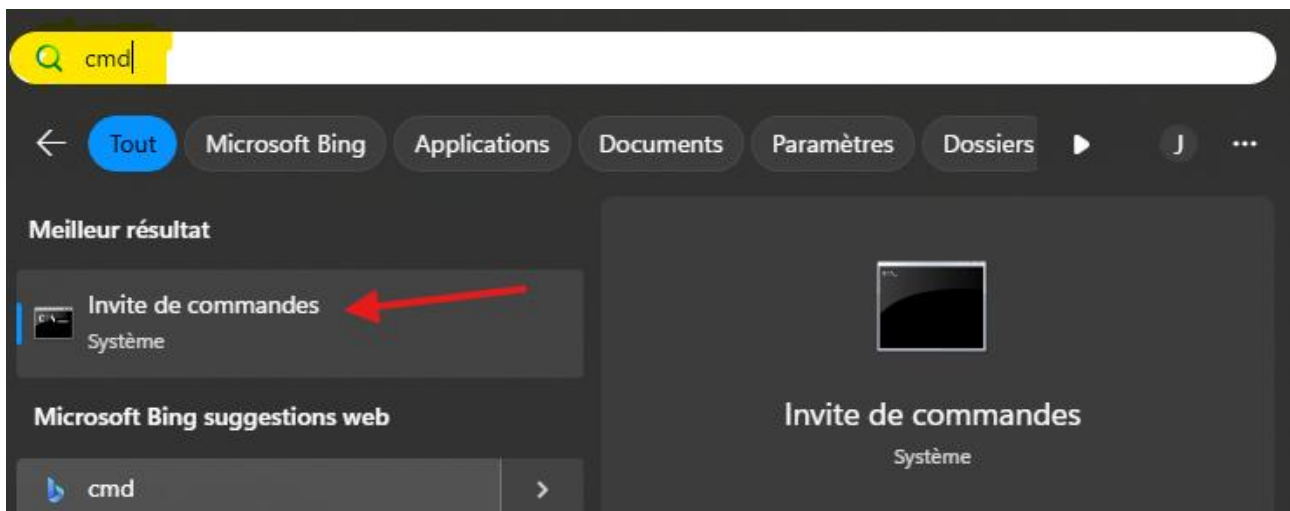 cmd
Tout Microsoft Bing Applications Documents Paramètres Dossiers J ...
Meilleur résultat
Invite de commandes
Système
Microsoft Bing suggestions web
cmd
Invite de commandes
Système